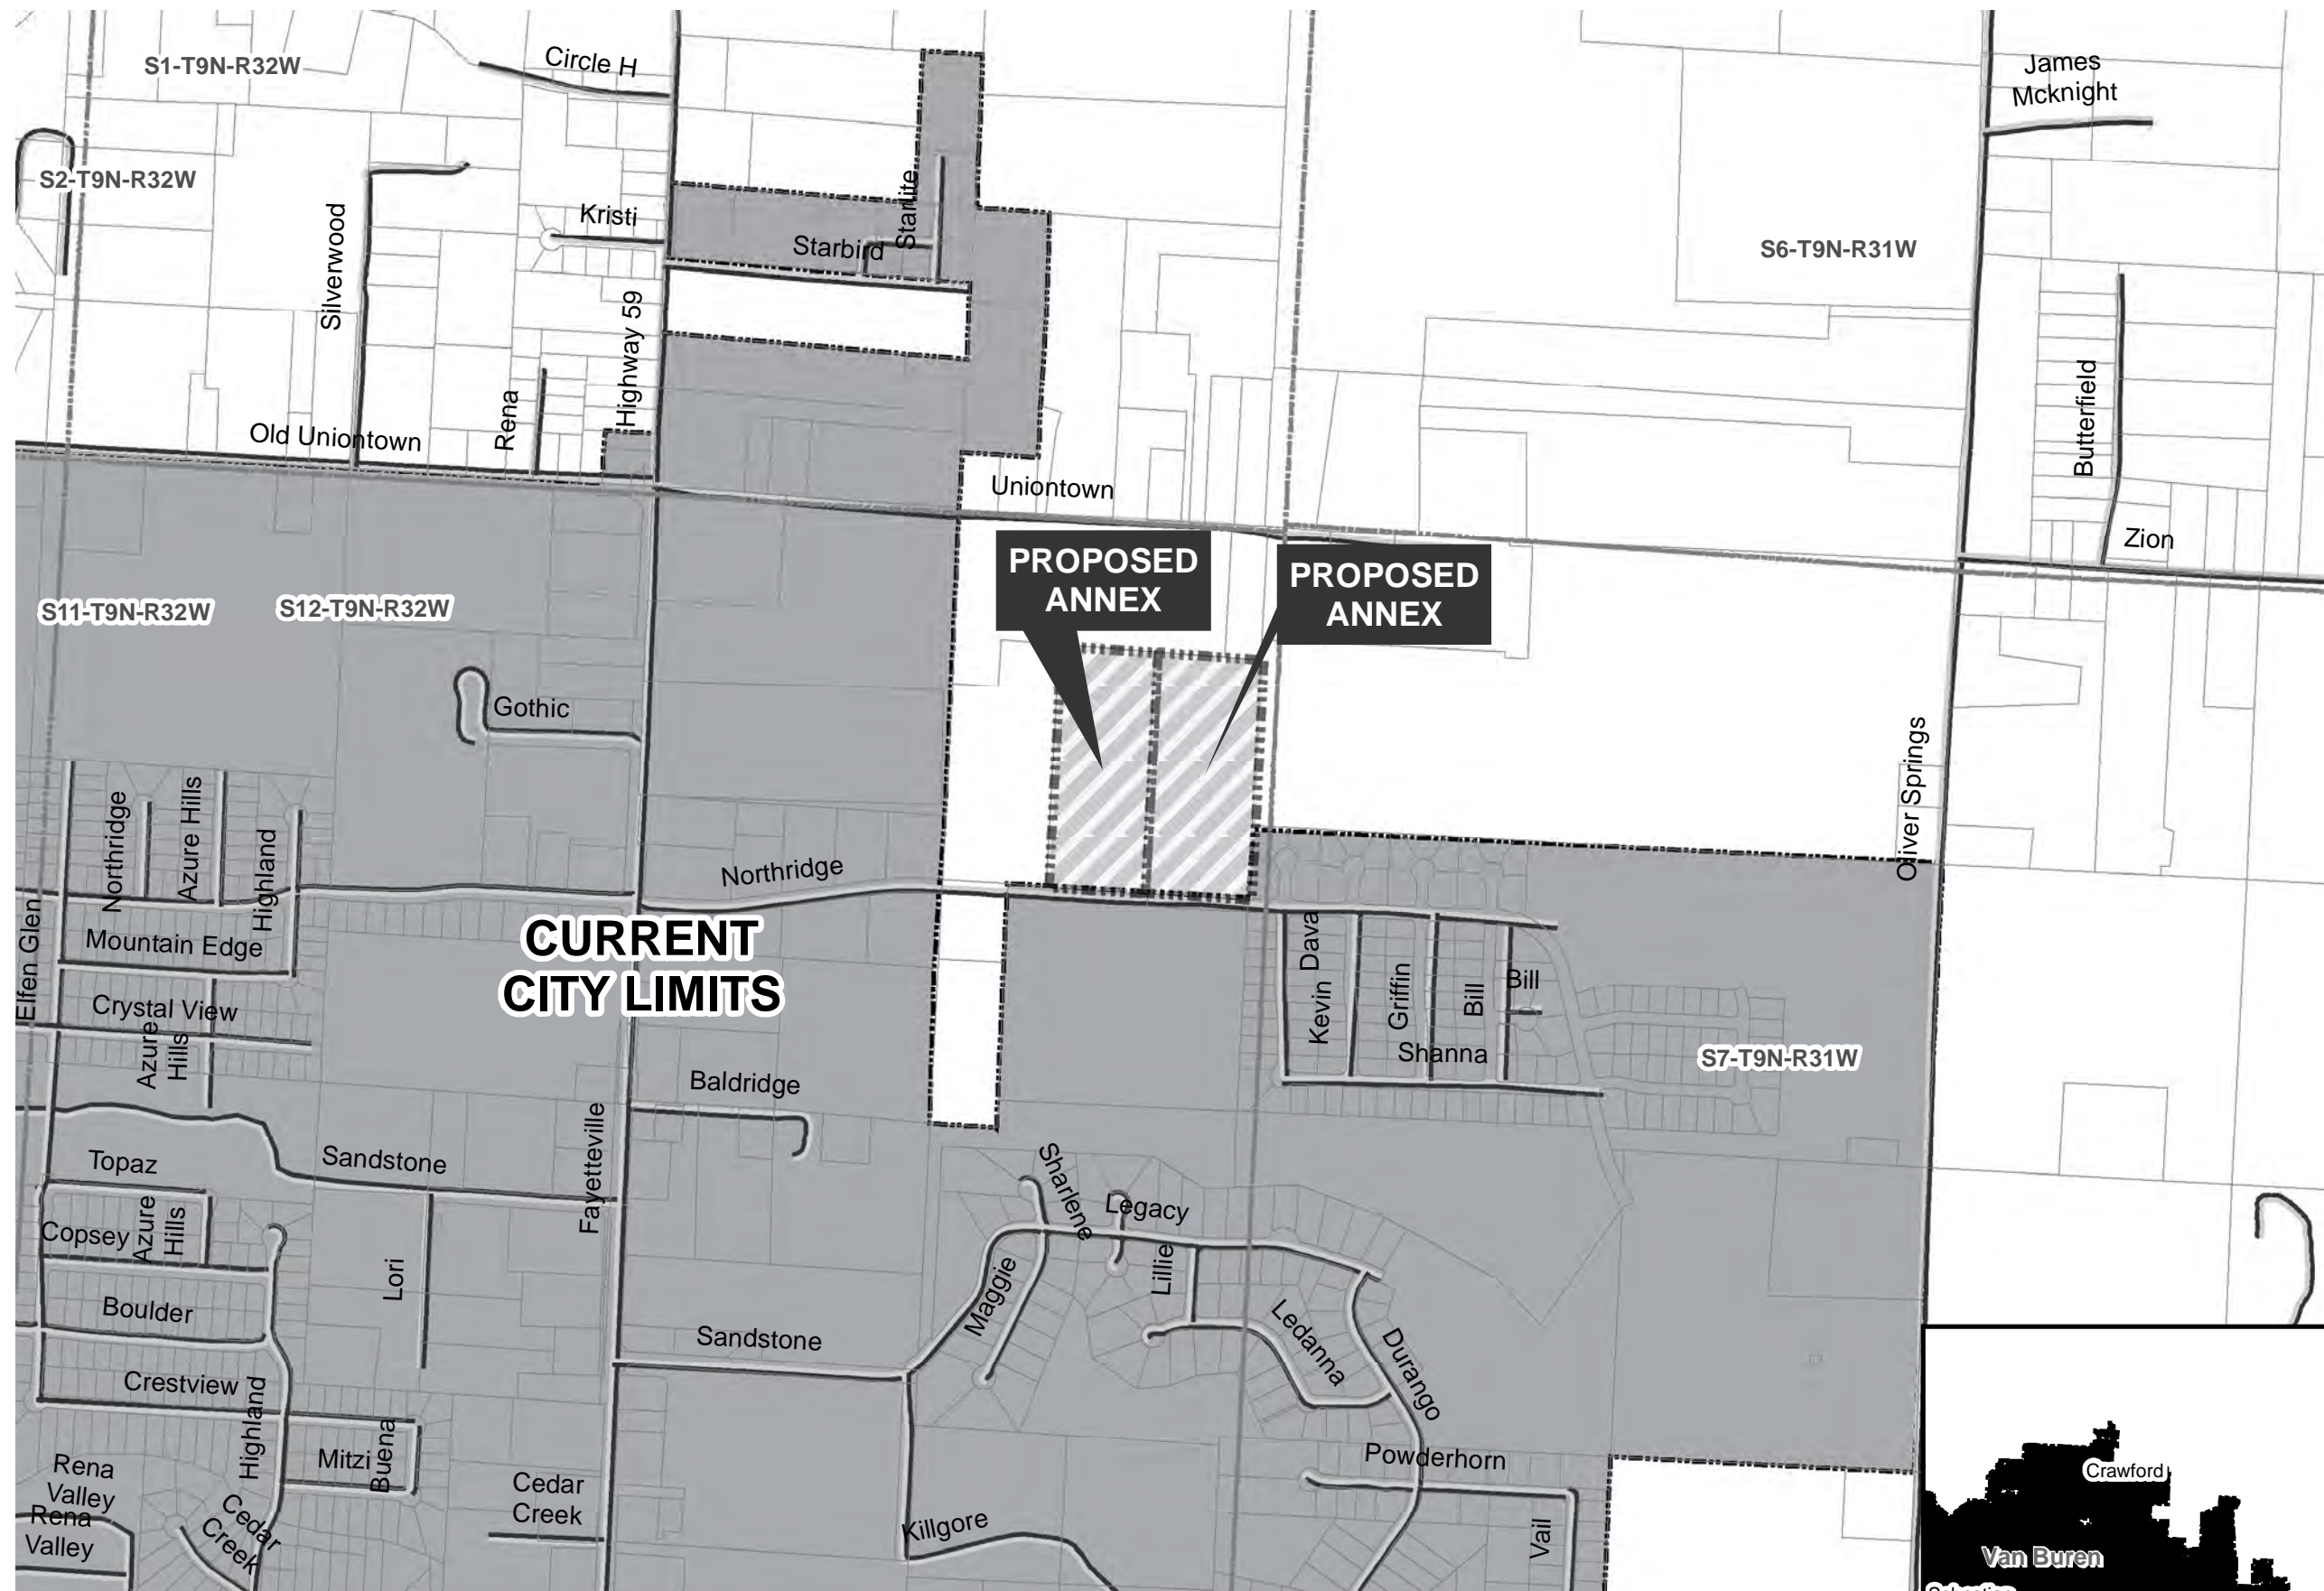 S1-T9N-R32W
Circle H
James
Mcknight
S2-T9N-R32W
Silverwood
Kristi
Starbird
Starlite
S6-T9N-R31W
Highway 59
Rena
Old Uniontown
Uniontown
Butterfield
Zion
PROPOSED
ANNEX
PROPOSED
ANNEX
S11-T9N-R32W
S12-T9N-R32W
Gothic
Oliver Springs
Northridge
Azure Hills
Highland
Northridge
Elfen Glen
Mountain Edge
CURRENT
CITY LIMITS
Crystal View
Azure
Hills
Kevin
Dava
Griffin
Bill
Bill
Shanna
S7-T9N-R31W
Baldridge
Fayetteville
Topaz
Sandstone
Copsey
Azure
Hills
Lori
Sharlene
Legacy
Lillie
Maggie
Boulder
Sandstone
Ledanna
Durango
Crestview
Highland
Mitzi
Buena
Powderhorn
Rena
Valley
Rena
Valley
Cedar
Creek
Cedar
Creek
Killgore
Vail
Crawford
Van Buren